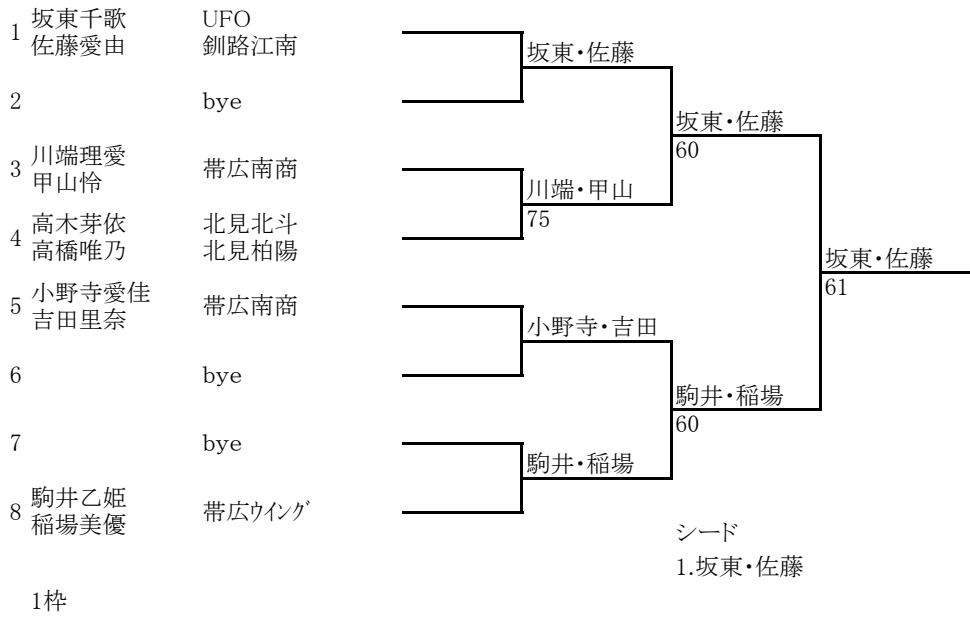 1 坂東千歌 UFO
佐藤愛由 釧路江南
坂東・佐藤
2 bye
坂東・佐藤
60
3 川端理愛 帯広南商
甲山怜
川端・甲山
75
4 高木芽依 北見北斗
高橋唯乃 北見柏陽
坂東・佐藤
61
5 小野寺愛佳 帯広南商
吉田里奈
小野寺・吉田
6 bye
駒井・稲場
60
7 bye
駒井・稲場
8 駒井乙姫 帯広ウイング
稲場美優
シード
1.坂東・佐藤
1枠